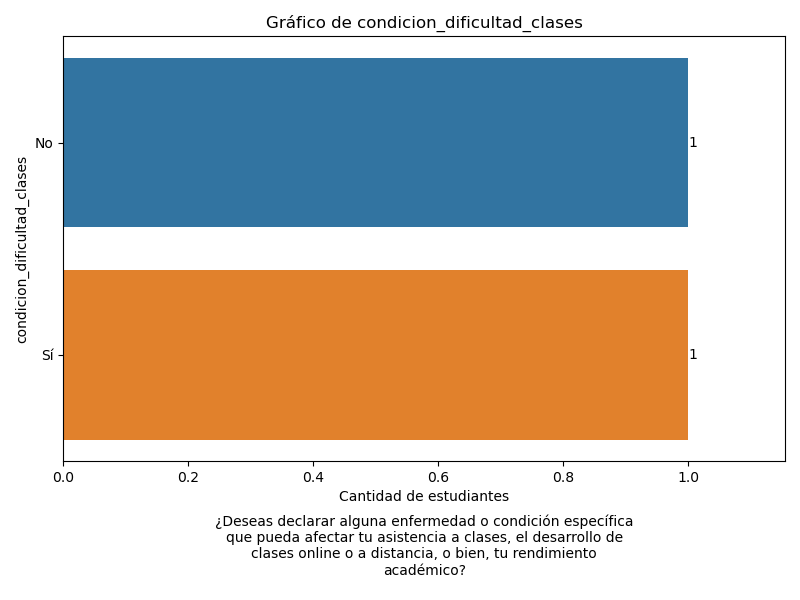 Gráfico de condicion_dificultad_clases
condicion_dificultad_clases
No
1
Sí
1
0.0
0.2
0.4
0.6
0.8
1.0
Cantidad de estudiantes
¿Deseas declarar alguna enfermedad o condición específica
que pueda afectar tu asistencia a clases, el desarrollo de
clases online o a distancia, o bien, tu rendimiento
académico?